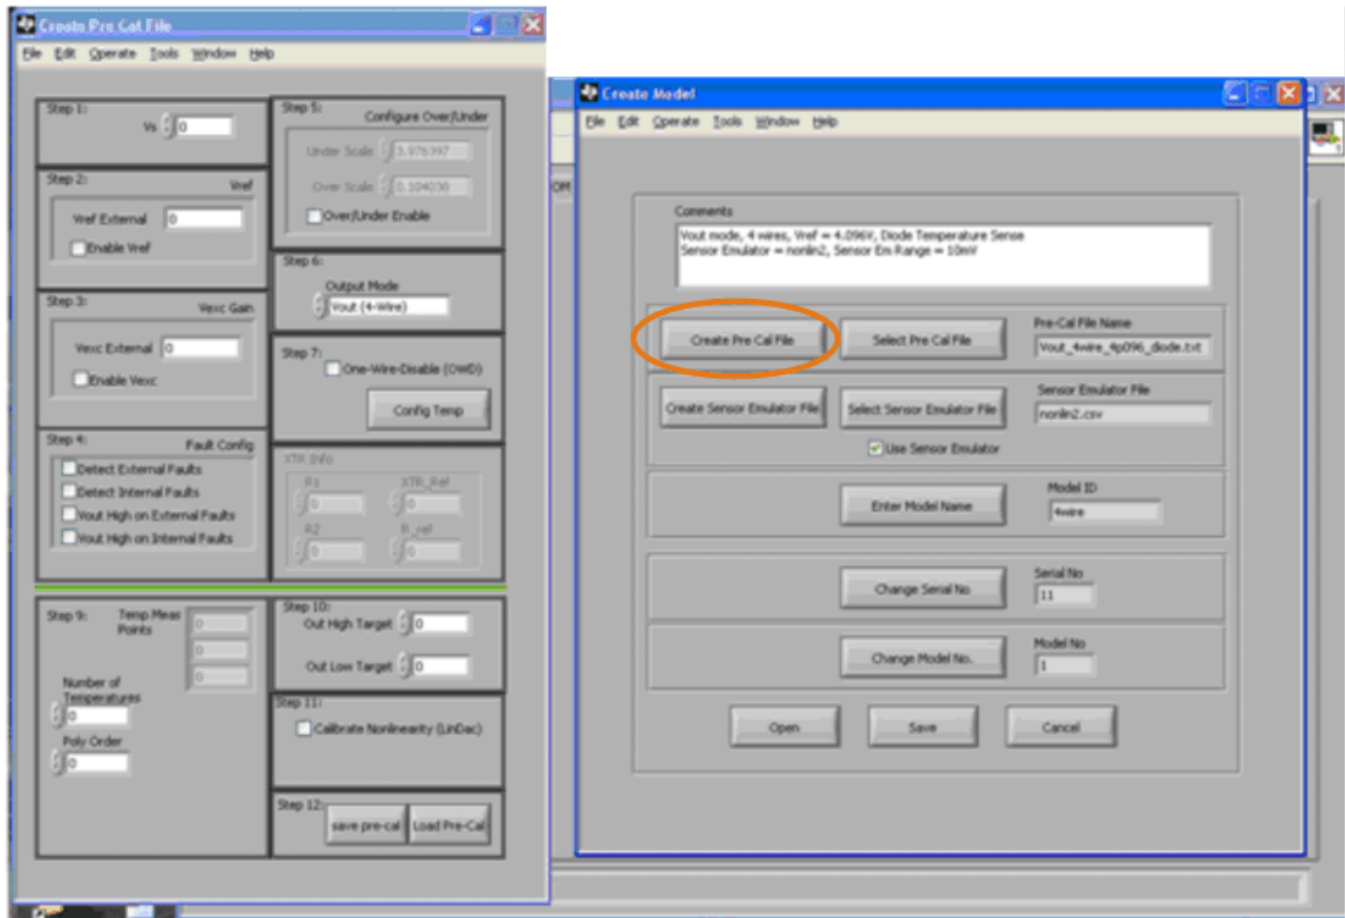 Create Pre Cal File
File Edit Operate Tools Window Help
Step 1:
Vs 0
Step 2:
Vref
Vref External 0
Enable Vref
Step 3:
Vexc Gain
Vexc External 0
Enable Vexc
Step 4:
Fault Config
Detect External Faults
Detect Internal Faults
Vout High on External Faults
Vout High on Internal Faults
Step 5:
Configure Over/Under
Under Scale 3.976397
Over Scale 0.104038
Over/Under Enable
Step 6:
Output Mode
Vout (4-Wire)
Step 7:
One-Wire-Disable (OWD)
Config Temp
XTR Info
R1 XTR_Ref
0 0
R2 R_ref
0 0
Step 9:
Temp Meas
Points
0
0
0
Number of
Temperatures
0
Poly Order
0
Step 10:
Out High Target 0
Out Low Target 0
Step 11:
Calibrate Nonlinearity (LinDac)
Step 12:
save pre-cal Load Pre-Cal
OM
Create Model
File Edit Operate Tools Window Help
Comments
Vout mode, 4 wires, Vref = 4.096V, Diode Temperature Sense
Sensor Emulator = nonlin2, Sensor Em Range = 10mV
Create Pre Cal File Select Pre Cal File
Pre-Cal File Name
Vout_4wire_4p096_diode.txt
Create Sensor Emulator File Select Sensor Emulator File
Sensor Emulator File
nonlin2.csv
Use Sensor Emulator
Enter Model Name
Model ID
4wire
Change Serial No
Serial No
11
Change Model No.
Model No
1
Open Save Cancel